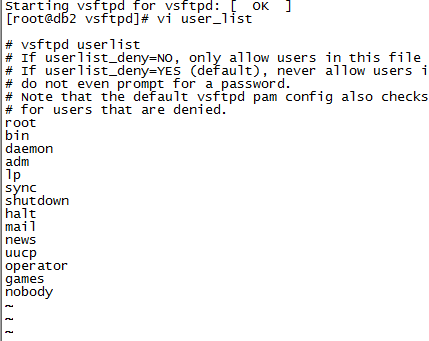 Starting vsftpd for vsftpd: [  OK  ]
[root@db2 vsftpd]# vi user_list
# vsftpd userlist
# If userlist_deny=NO, only allow users in this file
# If userlist_deny=YES (default), never allow users i
# do not even prompt for a password.
# Note that the default vsftpd pam config also checks
# for users that are denied.
root
bin
daemon
adm
lp
sync
shutdown
halt
mail
news
uucp
operator
games
nobody
~
~
~